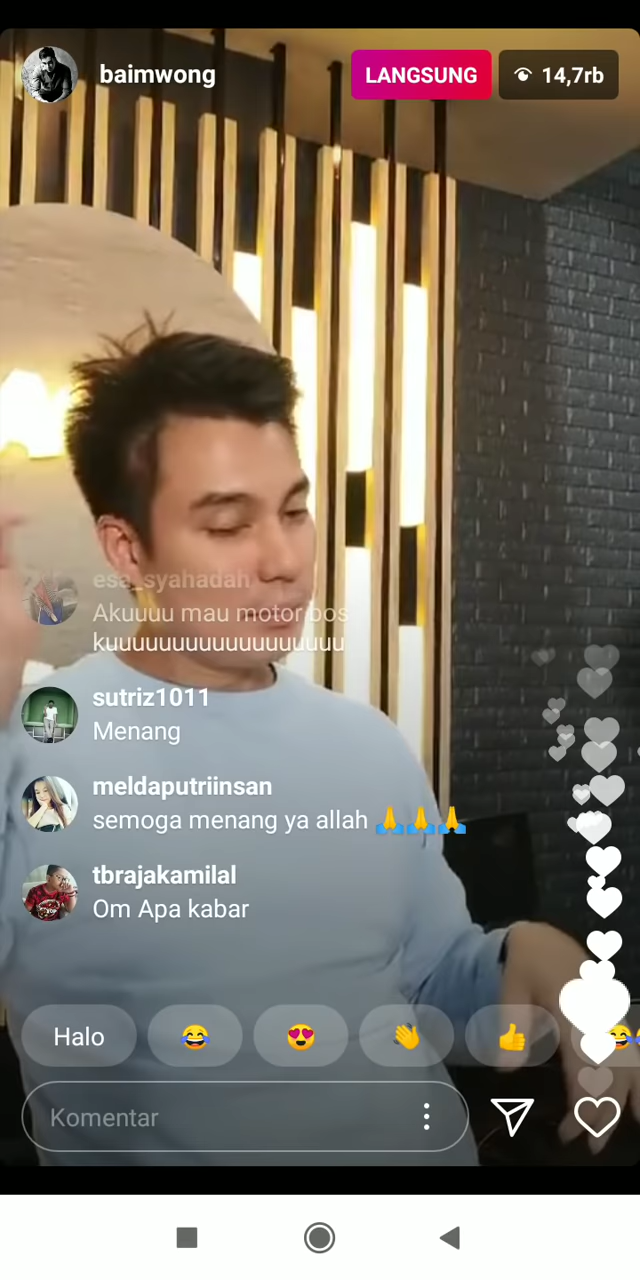 baimwong
LANGSUNG
14,7rb
esa_syahadah
Akuuuu mau motor bos
kuuuuuuuuuuuuuuuuuu
sutriz1011
Menang
meldaputriinsan
semoga menang ya allah 🙏🙏🙏
tbrajakamilal
Om Apa kabar
Halo
Komentar